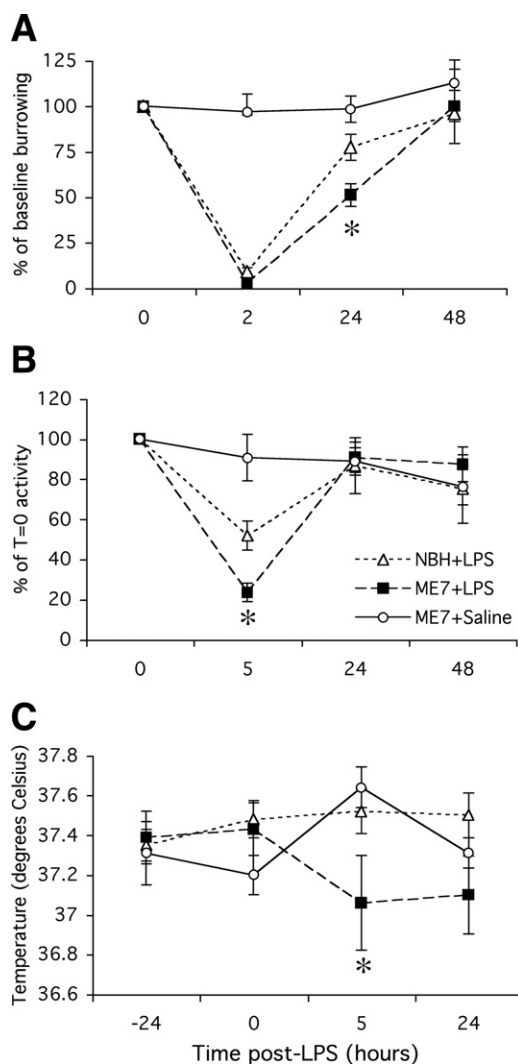 A
% of baseline burrowing
125
100
75
50
25
0
*
0 2 24 48
B
% of T=0 activity
120
100
80
60
40
20
0
NBH+LPS
ME7+LPS
ME7+Saline
*
0 5 24 48
C
Temperature (degrees Celsius)
37.8
37.6
37.4
37.2
37
36.8
36.6
*
-24 0 5 24
Time post-LPS (hours)